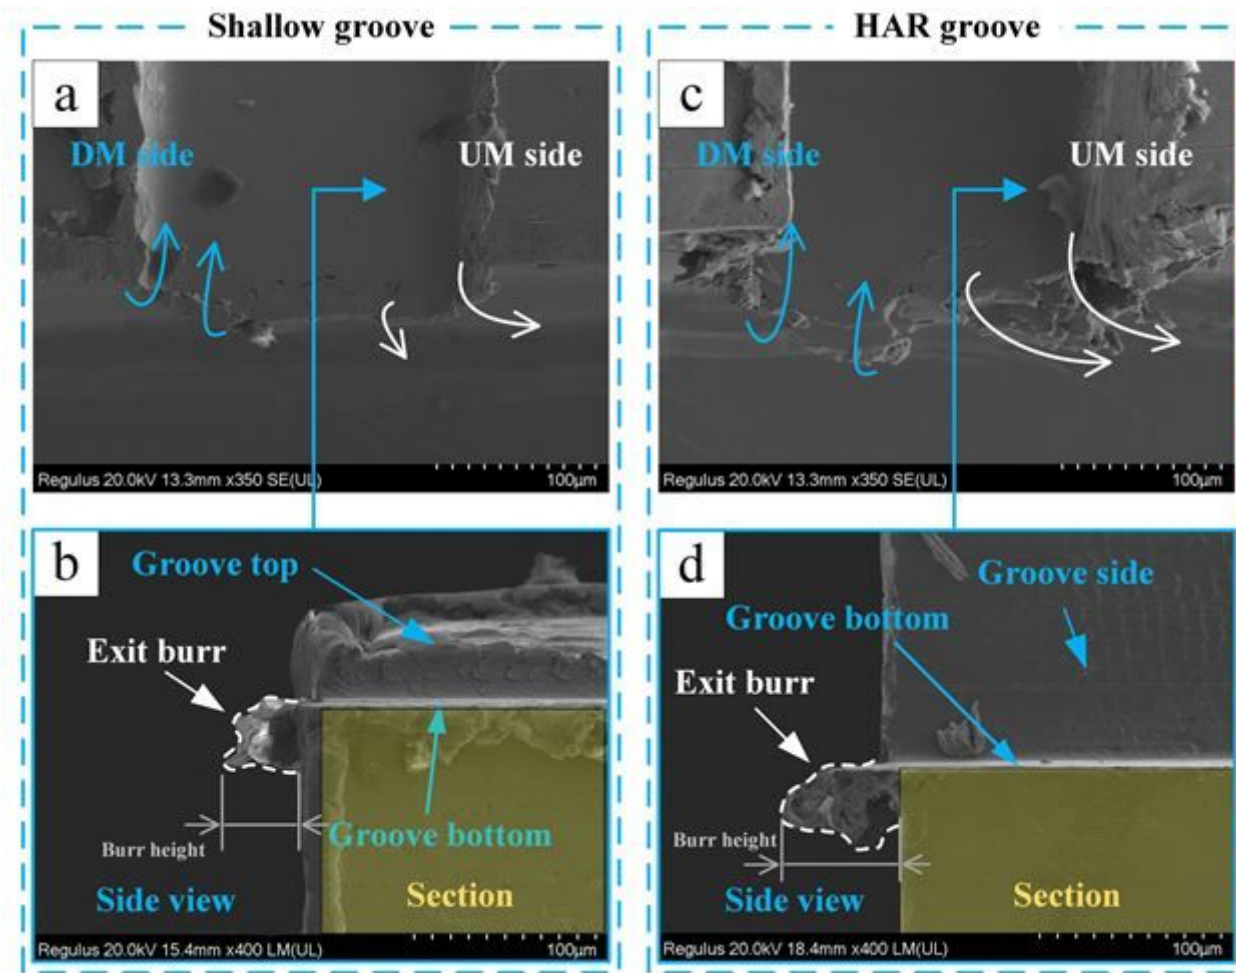 Shallow groove
HAR groove
a
DM side
UM side
Regulus 20.0kV 13.3mm x350 SE(UL)
100µm
c
DM side
UM side
Regulus 20.0kV 13.3mm x350 SE(UL)
100µm
b
Groove top
Exit burr
Burr height
Groove bottom
Side view
Section
Regulus 20.0kV 15.4mm x400 LM(UL)
100µm
d
Groove side
Groove bottom
Exit burr
Burr height
Side view
Section
Regulus 20.0kV 18.4mm x400 LM(UL)
100µm